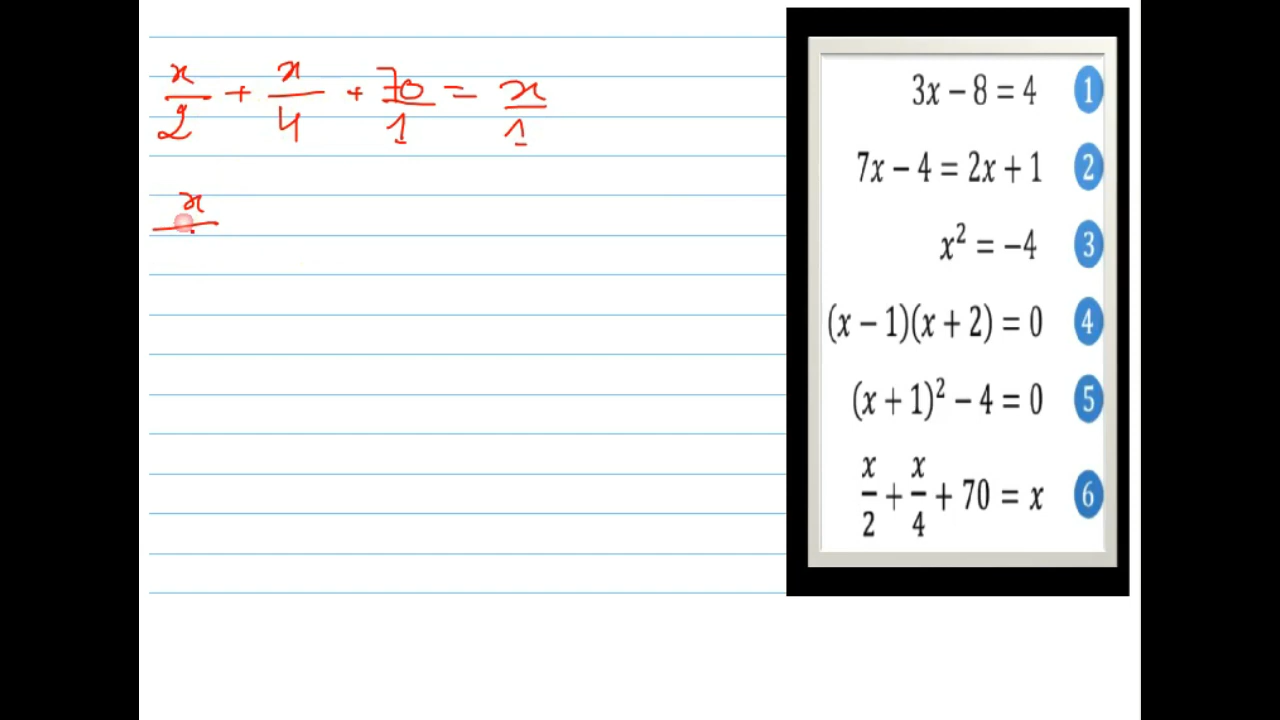 x/2 + x/4 + 70/1 = x/1
x
3x − 8 = 4 1
7x − 4 = 2x + 1 2
x² = −4 3
(x − 1)(x + 2) = 0 4
(x + 1)² − 4 = 0 5
x/2 + x/4 + 70 = x 6